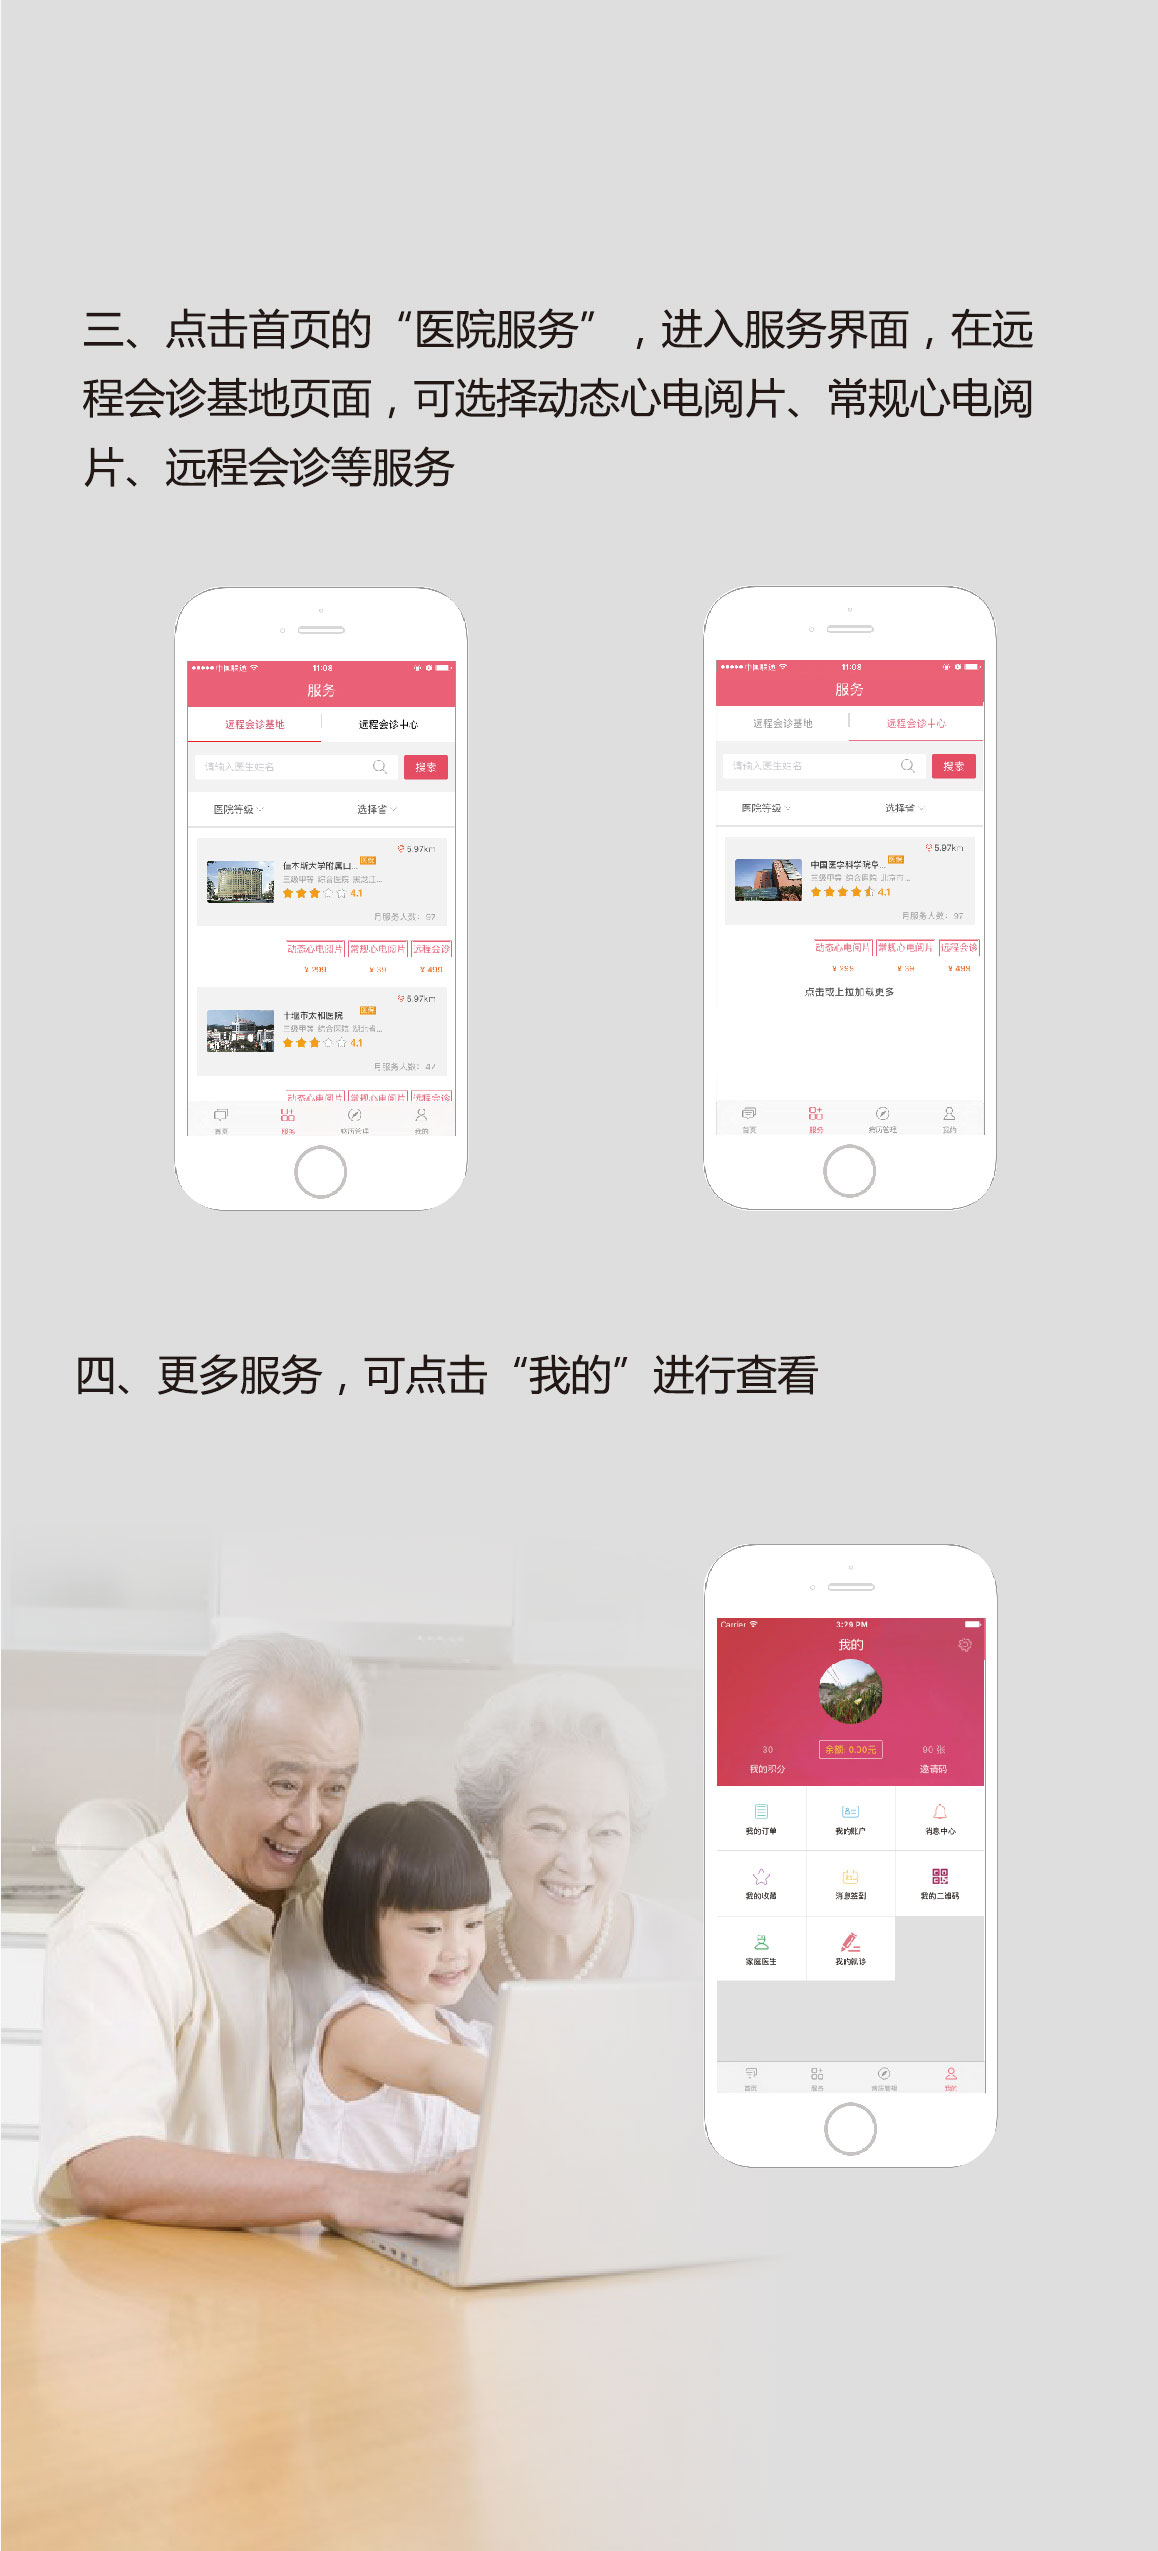 三、点击首页的“医院服务”，进入服务界面，在远
程会诊基地页面，可选择动态心电阅片、常规心电阅
片、远程会诊等服务
中国联通
11:08
服务
远程会诊基地
远程会诊中心
请输入医生姓名
搜索
医院等级
选择省
5.97km
佳木斯大学附属口...
医保
三级甲等 综合医院 黑龙江...
4.1
月服务人数： 97
动态心电阅片 常规心电阅片 远程会诊
¥ 299 ¥ 39 ¥ 499
5.97km
十堰市太和医院
医保
三级甲等 综合医院 湖北省...
4.1
月服务人数： 47
动态心电阅片 常规心电阅片 远程会诊
首页 服务 病历管理 我的
中国联通
11:08
服务
远程会诊基地
远程会诊中心
请输入医生姓名
搜索
医院等级
选择省
5.97km
中国医学科学院阜...
医保
三级甲等 综合医院 北京市...
4.1
月服务人数： 97
动态心电阅片 常规心电阅片 远程会诊
¥ 299 ¥ 39 ¥ 499
点击或上拉加载更多
首页 服务 病历管理 我的
四、更多服务，可点击“我的”进行查看
Carrier
3:29 PM
我的
30
余额: 0.00元
90 张
我的积分
邀请码
我的订单 我的账户 消息中心
我的收藏 消息签到 我的二维码
家庭医生 我的就诊
首页 服务 病历管理 我的